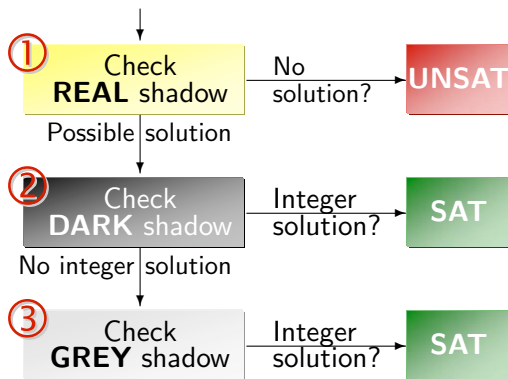 1
Check
REAL shadow
No
solution?
UNSAT
Possible solution
2
Check
DARK shadow
Integer
solution?
SAT
No integer solution
3
Check
GREY shadow
Integer
solution?
SAT